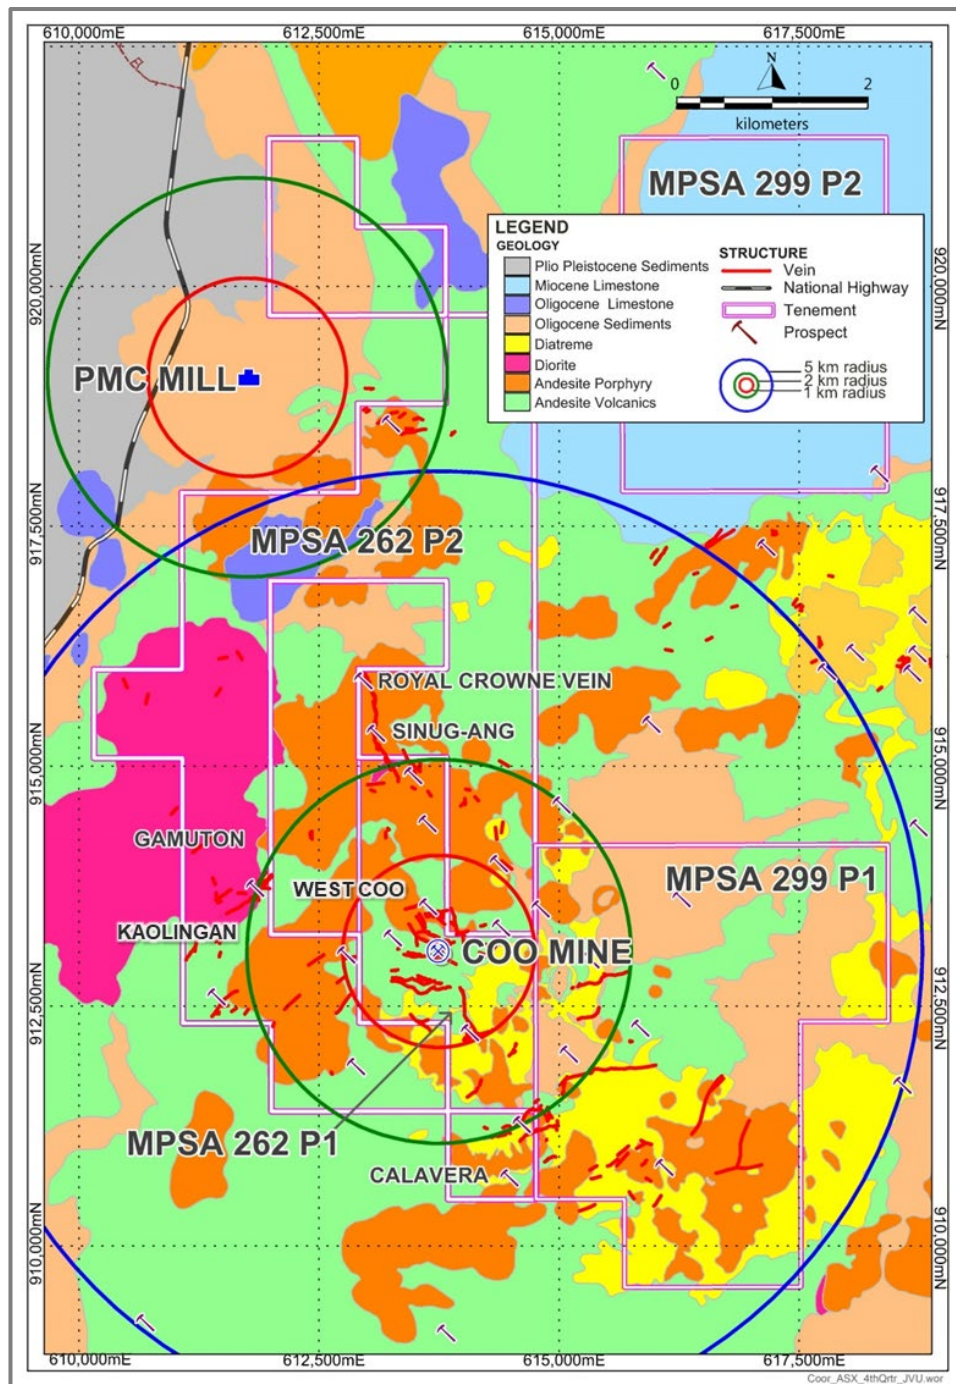 610,000mE
612,500mE
615,000mE
617,500mE
N
0
2
kilometers
MPSA 299 P2
LEGEND
GEOLOGY
Plio Pleistocene Sediments
Miocene Limestone
Oligocene Limestone
Oligocene Sediments
Diatreme
Diorite
Andesite Porphyry
Andesite Volcanics
STRUCTURE
Vein
National Highway
Tenement
Prospect
5 km radius
2 km radius
1 km radius
920,000mN
920,000mN
PMC MILL
917,500mN
917,500mN
MPSA 262 P2
ROYAL CROWNE VEIN
SINUG-ANG
915,000mN
915,000mN
GAMUTON
WEST COO
MPSA 299 P1
KAOLINGAN
COO MINE
912,500mN
912,500mN
MPSA 262 P1
CALAVERA
910,000mN
910,000mN
610,000mE
612,500mE
615,000mE
617,500mE
Coor_ASX_4thQrtr_JVU.wor